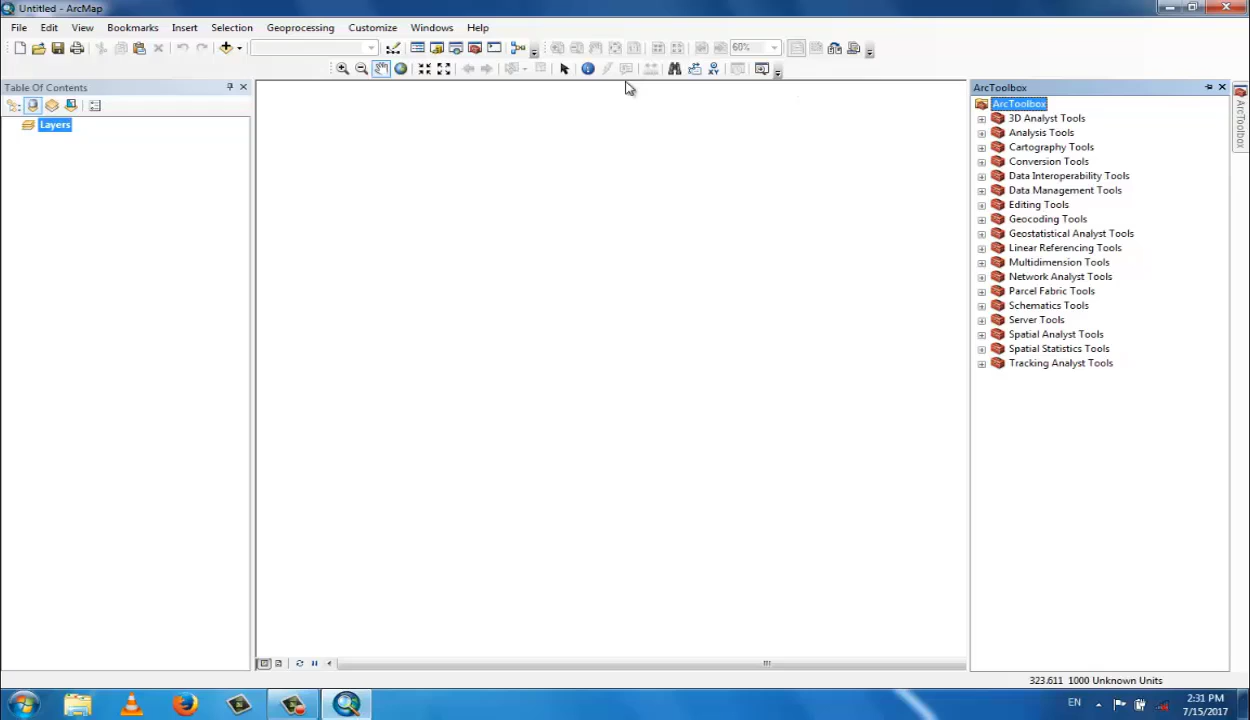 Untitled - ArcMap
File Edit View Bookmarks Insert Selection Geoprocessing Customize Windows Help
60%
Table Of Contents
Layers
ArcToolbox
ArcToolbox
3D Analyst Tools
Analysis Tools
Cartography Tools
Conversion Tools
Data Interoperability Tools
Data Management Tools
Editing Tools
Geocoding Tools
Geostatistical Analyst Tools
Linear Referencing Tools
Multidimension Tools
Network Analyst Tools
Parcel Fabric Tools
Schematics Tools
Server Tools
Spatial Analyst Tools
Spatial Statistics Tools
Tracking Analyst Tools
ArcToolbox
323.611 1000 Unknown Units
EN
2:31 PM
7/15/2017